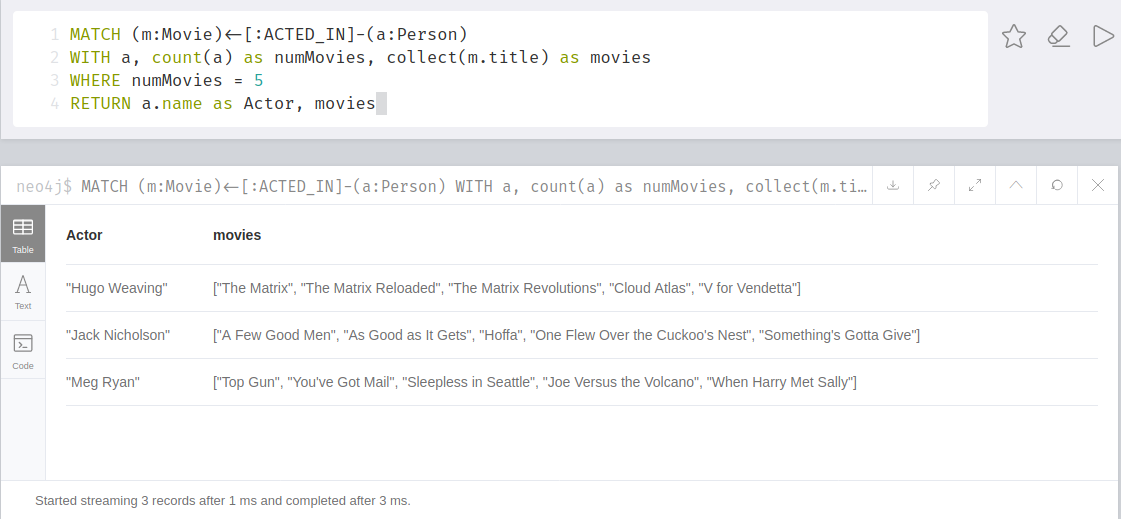 1 MATCH (m:Movie)<-[:ACTED_IN]-(a:Person)
2 WITH a, count(a) as numMovies, collect(m.title) as movies
3 WHERE numMovies = 5
4 RETURN a.name as Actor, movies
neo4j$ MATCH (m:Movie)<-[:ACTED_IN]-(a:Person) WITH a, count(a) as numMovies, collect(m.ti…
Table
Text
Code
Actor movies
"Hugo Weaving" ["The Matrix", "The Matrix Reloaded", "The Matrix Revolutions", "Cloud Atlas", "V for Vendetta"]
"Jack Nicholson" ["A Few Good Men", "As Good as It Gets", "Hoffa", "One Flew Over the Cuckoo's Nest", "Something's Gotta Give"]
"Meg Ryan" ["Top Gun", "You've Got Mail", "Sleepless in Seattle", "Joe Versus the Volcano", "When Harry Met Sally"]
Started streaming 3 records after 1 ms and completed after 3 ms.